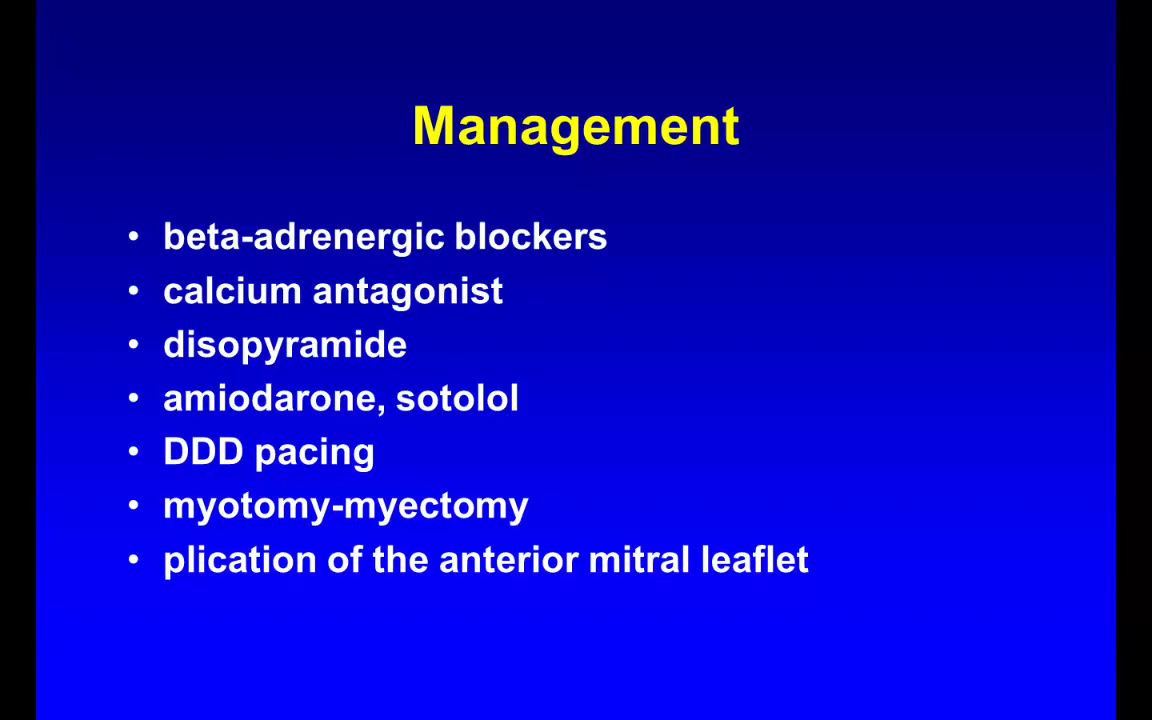 Management
• beta-adrenergic blockers
• calcium antagonist
• disopyramide
• amiodarone, sotolol
• DDD pacing
• myotomy-myectomy
• plication of the anterior mitral leaflet